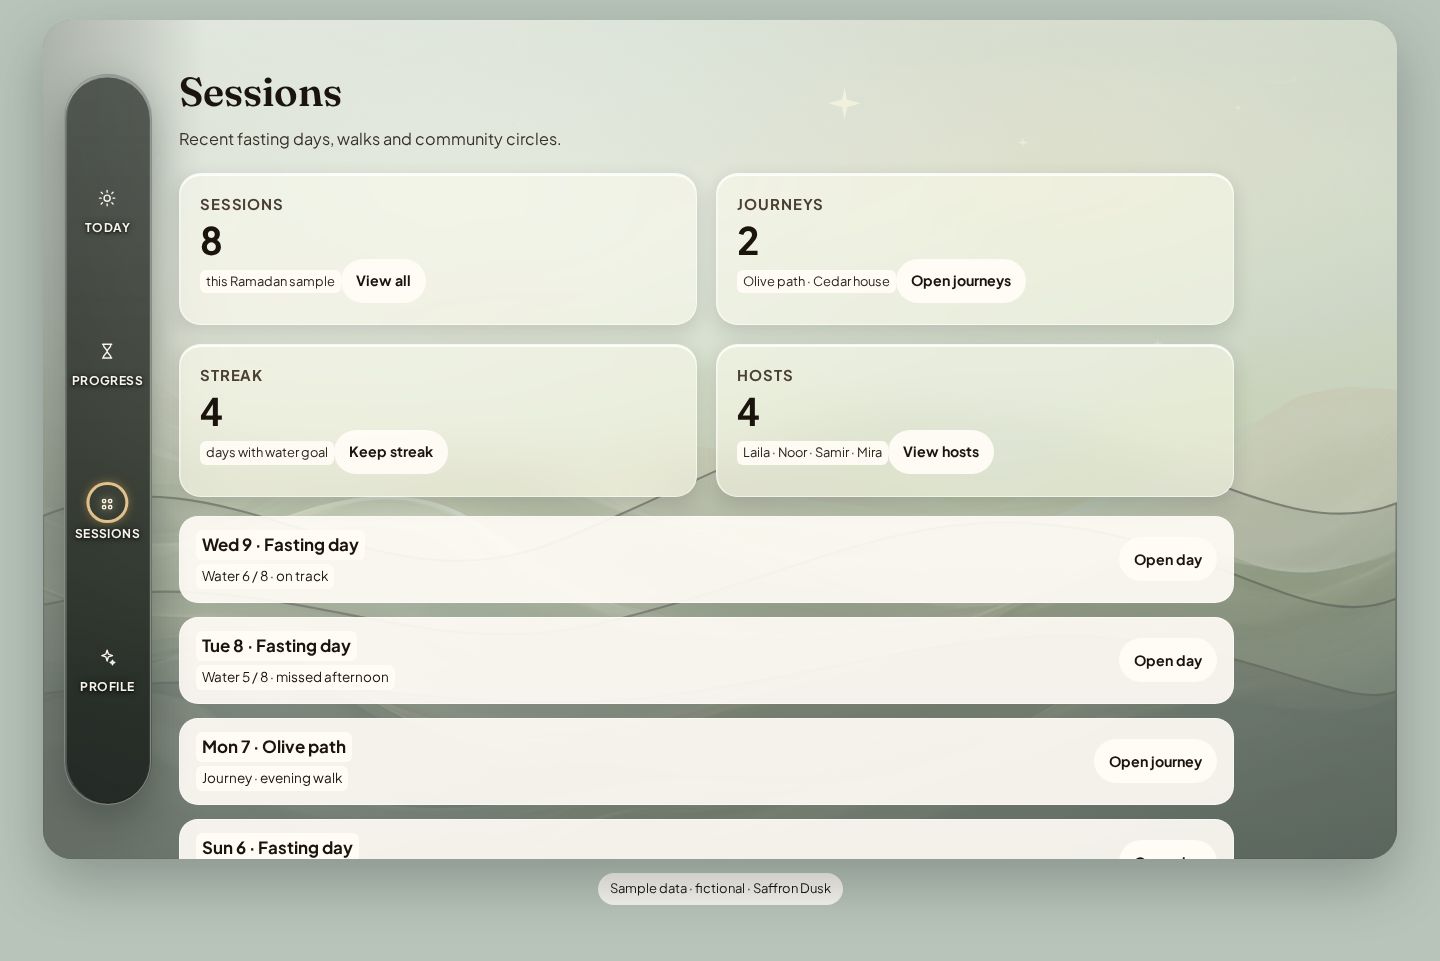 TODAY
PROGRESS
SESSIONS
PROFILE
Sessions
Recent fasting days, walks and community circles.
SESSIONS
8
this Ramadan sample
View all
JOURNEYS
2
Olive path · Cedar house
Open journeys
STREAK
4
days with water goal
Keep streak
HOSTS
4
Laila · Noor · Samir · Mira
View hosts
Wed 9 · Fasting day
Water 6 / 8 · on track
Open day
Tue 8 · Fasting day
Water 5 / 8 · missed afternoon
Open day
Mon 7 · Olive path
Journey · evening walk
Open journey
Sun 6 · Fasting day
Sample data · fictional · Saffron Dusk